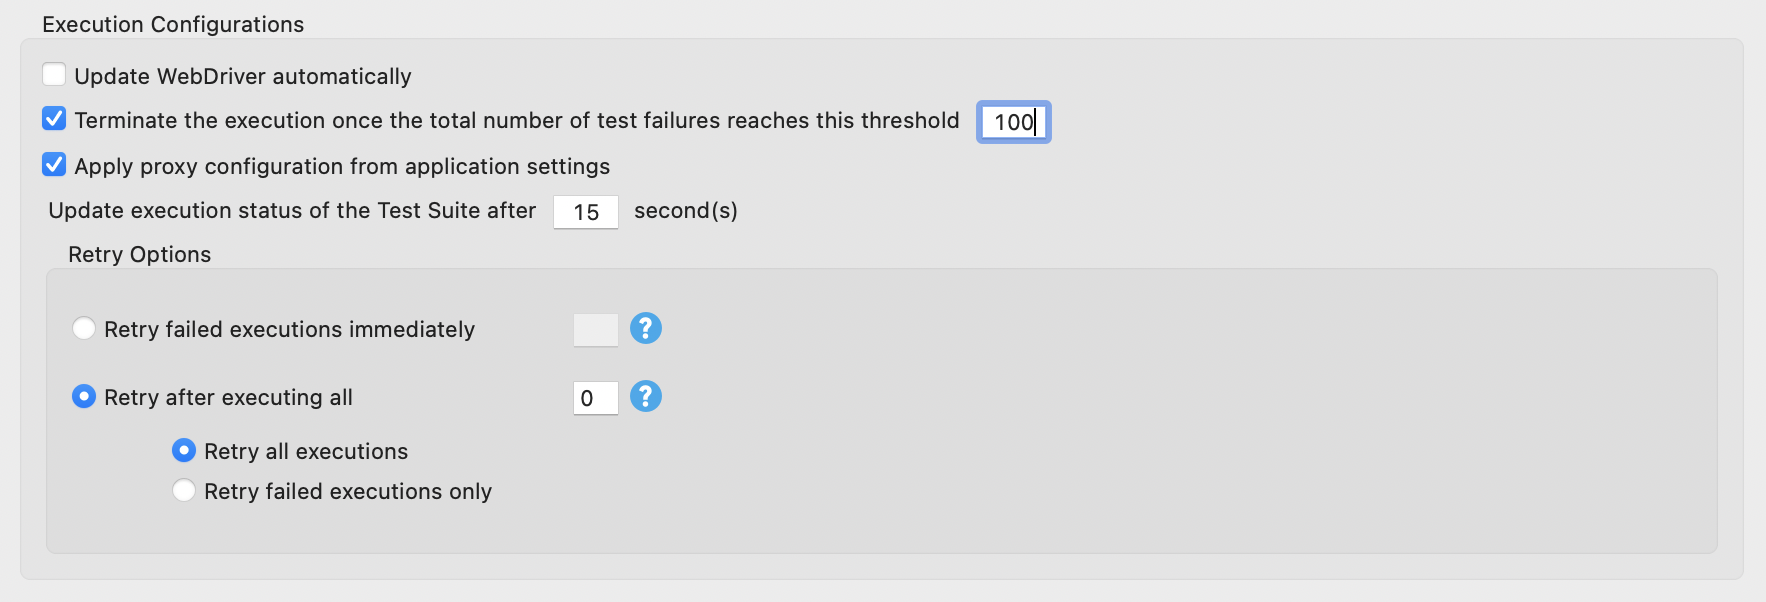 Execution Configurations
Update WebDriver automatically
Terminate the execution once the total number of test failures reaches this threshold 100
Apply proxy configuration from application settings
Update execution status of the Test Suite after 15 second(s)
Retry Options
Retry failed executions immediately ?
Retry after executing all 0 ?
Retry all executions
Retry failed executions only